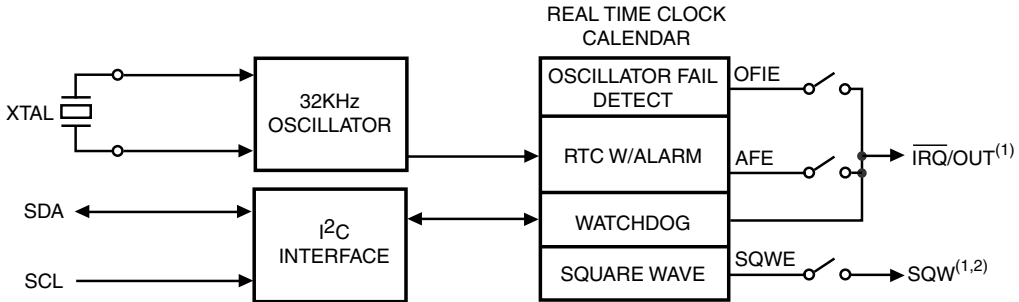 REAL TIME CLOCK
CALENDAR
XTAL
32KHz
OSCILLATOR
OSCILLATOR FAIL
DETECT
OFIE
RTC W/ALARM
AFE
IRQ/OUT(1)
SDA
SCL
I2C
INTERFACE
WATCHDOG
SQUARE WAVE
SQWE
SQW(1,2)